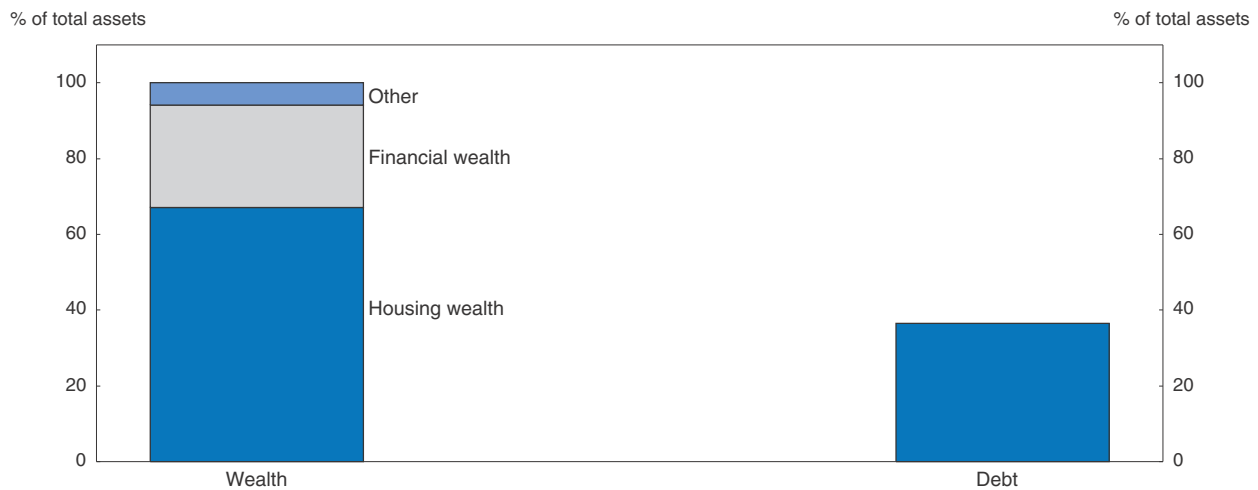 % of total assets
% of total assets
100
100
Other
80
Financial wealth
80
60
60
40
Housing wealth
40
20
20
0
0
Wealth
Debt